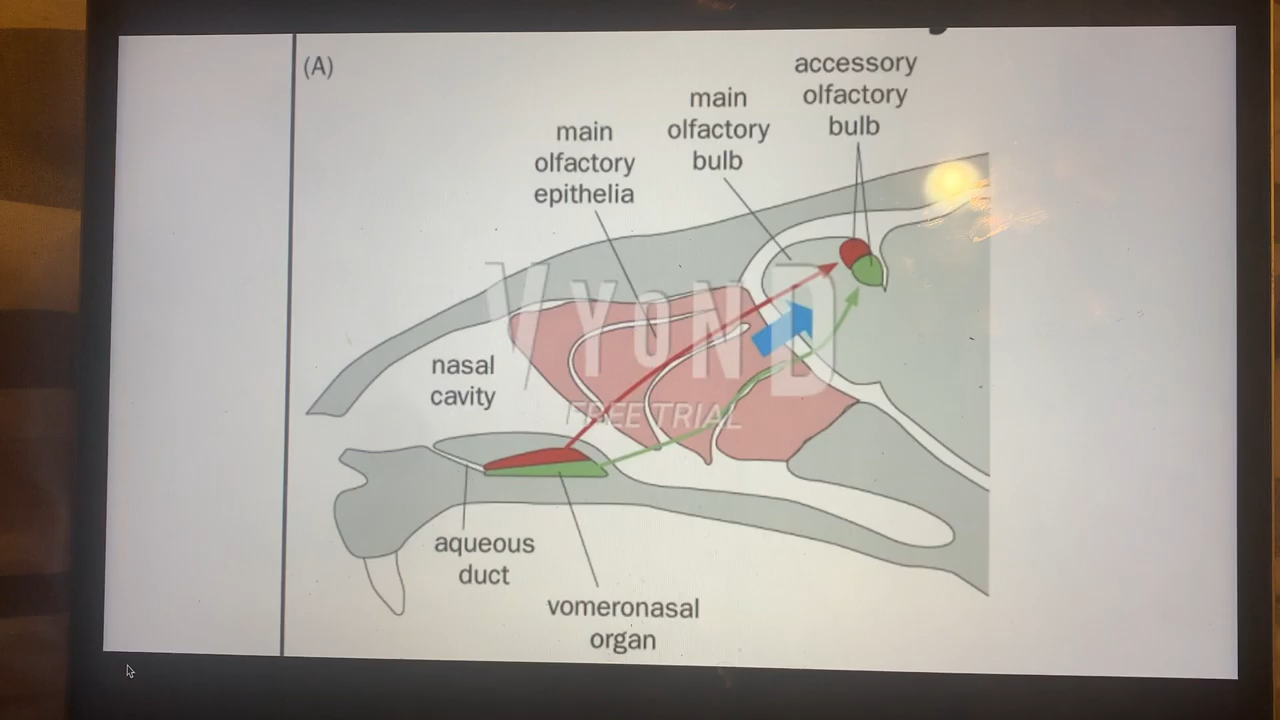 (A)
accessory
olfactory
bulb
main
olfactory
bulb
main
olfactory
epithelia
VYOND
FREE TRIAL
nasal
cavity
aqueous
duct
vomeronasal
organ